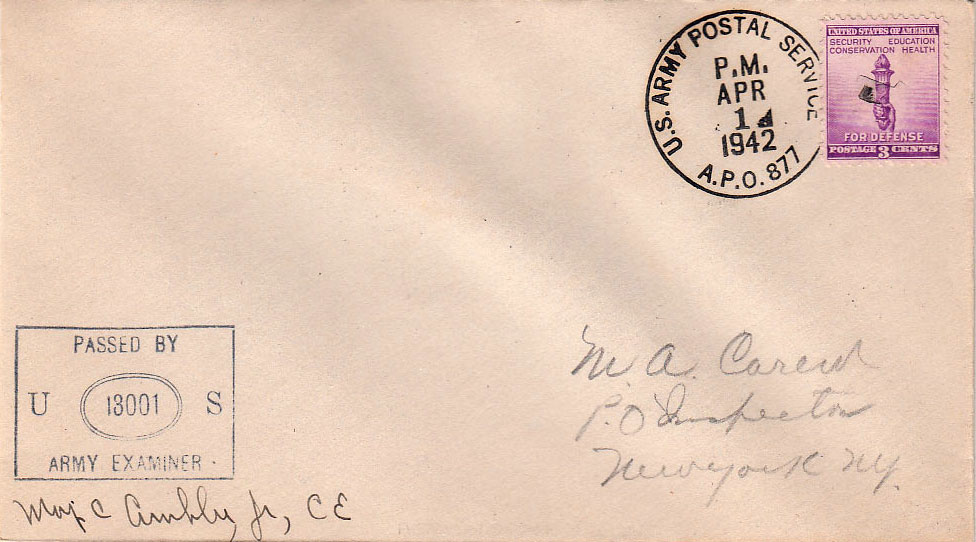 U.S. ARMY POSTAL SERVICE
P.M.
APR
1
1942
A.P.O. 877
UNITED STATES OF AMERICA
SECURITY EDUCATION
CONSERVATION HEALTH
FOR DEFENSE
POSTAGE 3 CENTS
PASSED BY
U 13001 S
ARMY EXAMINER
Maj. C Jr, CE
M A.
P.O Inspector
New York NY.